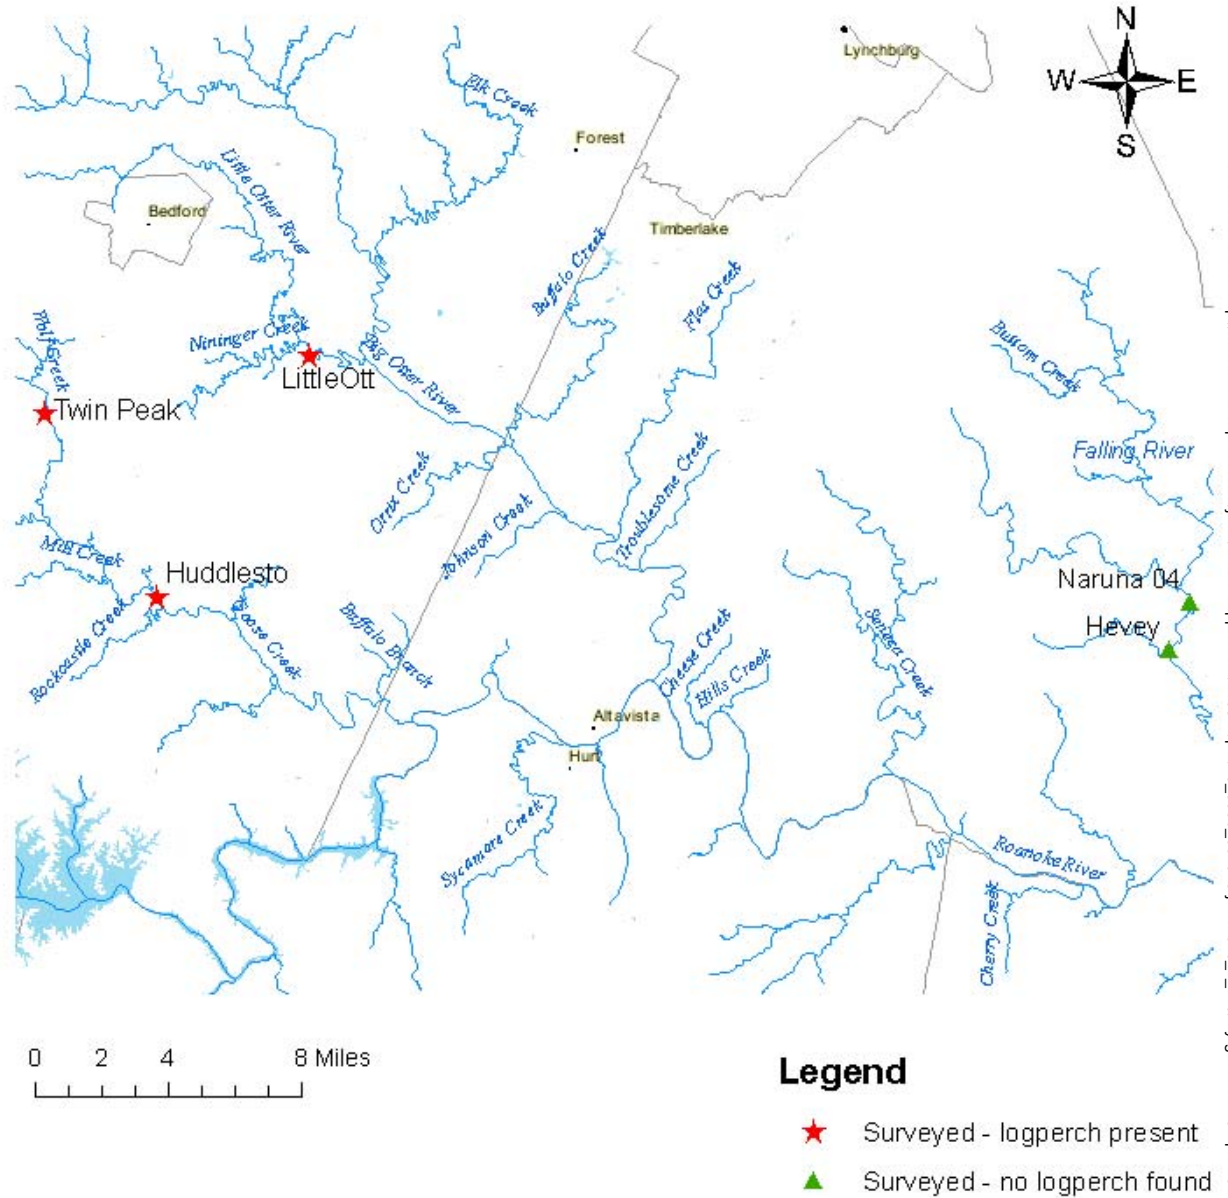 N
W E
S
Lynchburg
Elk Creek
Forest
Little Otter River
Bedford
Timberlake
Buffalo Creek
Flas Creek
Wolf Creek
Nininger Creek
Big Otter River
LittleOtt
Twin Peak
Bussom Creek
Falling River
Orrix Creek
Johnson Creek
Troublesome Creek
Mill Creek
Huddlesto
Naruna 04
Hevey
Rockcastle Creek
Goose Creek
Buffalo Branch
Cheese Creek
Hills Creek
Seneca Creek
Altavista
Hurt
Sycamore Creek
Roanoke River
Cherry Creek
0 2 4 8 Miles
Legend
Surveyed - logperch present
Surveyed - no logperch found